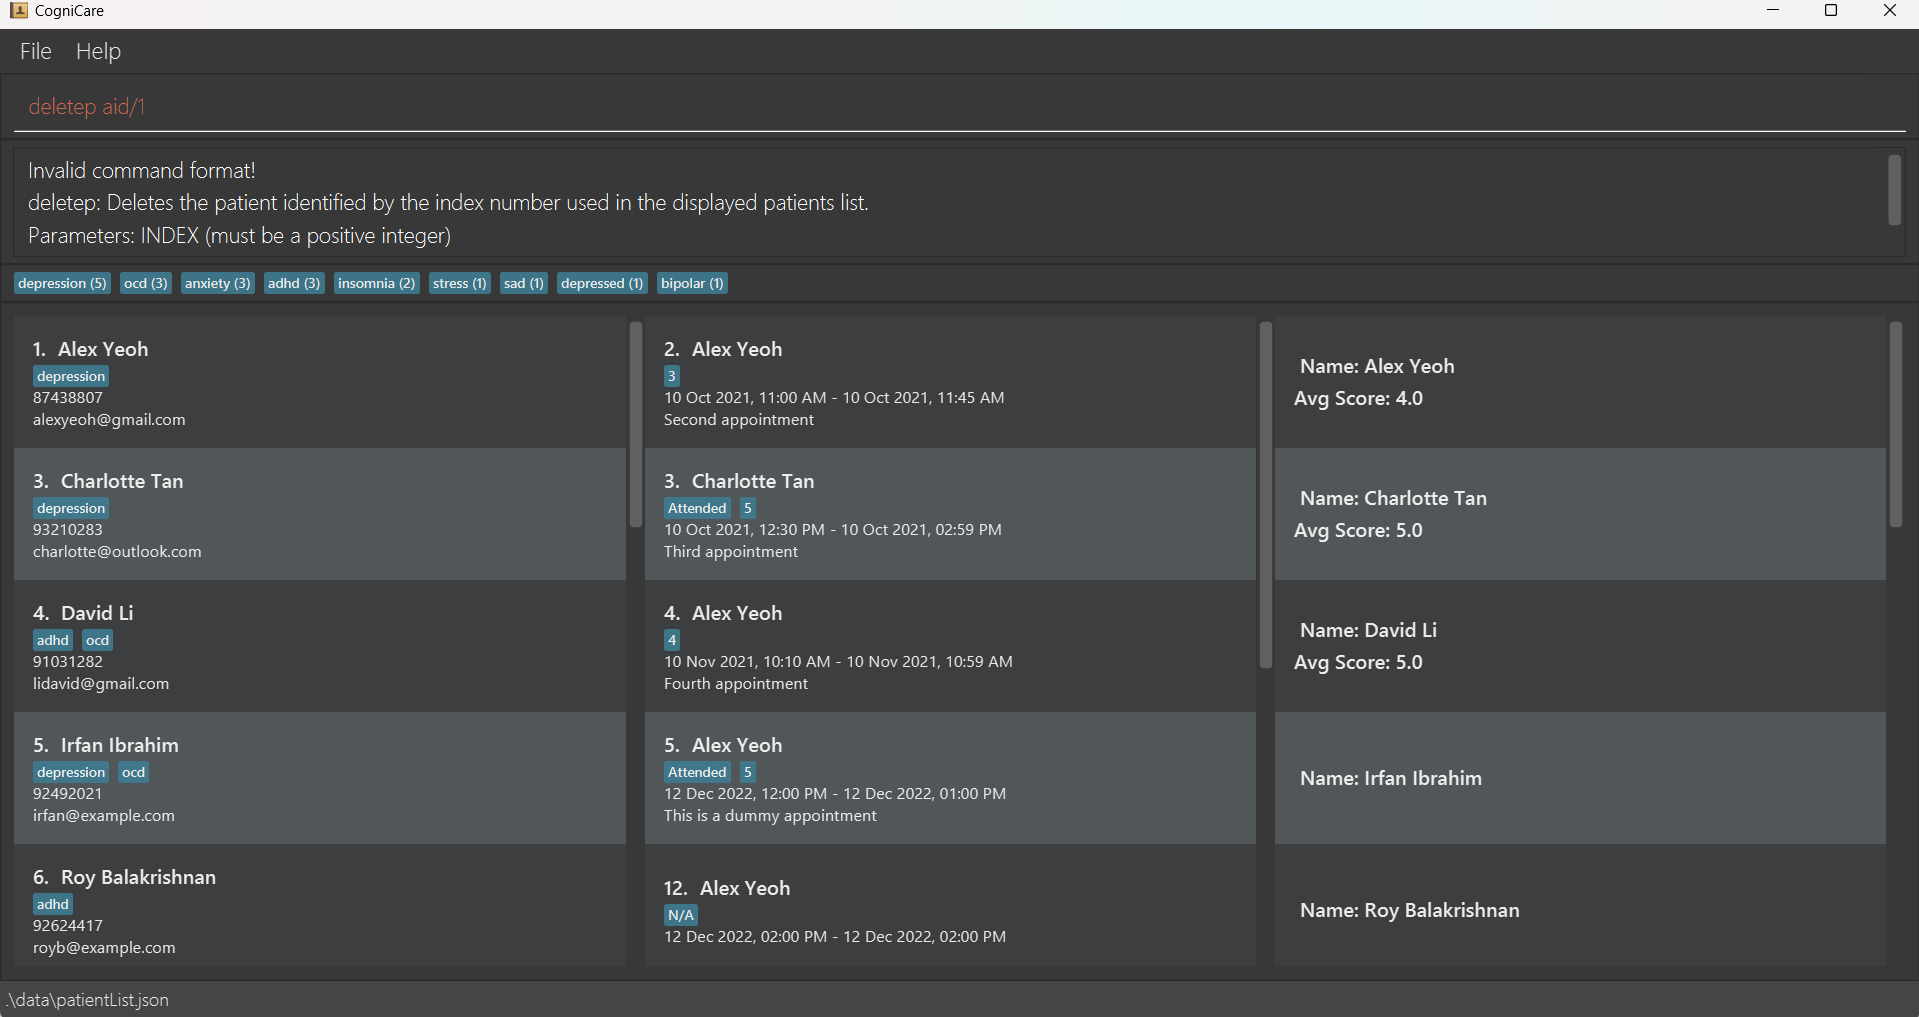 CogniCare
File Help
deletep aid/1
Invalid command format!
deletep: Deletes the patient identified by the index number used in the displayed patients list.
Parameters: INDEX (must be a positive integer)
depression (5) ocd (3) anxiety (3) adhd (3) insomnia (2) stress (1) sad (1) depressed (1) bipolar (1)
1. Alex Yeoh
depression
87438807
alexyeoh@gmail.com
3. Charlotte Tan
depression
93210283
charlotte@outlook.com
4. David Li
adhd ocd
91031282
lidavid@gmail.com
5. Irfan Ibrahim
depression ocd
92492021
irfan@example.com
6. Roy Balakrishnan
adhd
92624417
royb@example.com
2. Alex Yeoh
3
10 Oct 2021, 11:00 AM - 10 Oct 2021, 11:45 AM
Second appointment
3. Charlotte Tan
Attended 5
10 Oct 2021, 12:30 PM - 10 Oct 2021, 02:59 PM
Third appointment
4. Alex Yeoh
4
10 Nov 2021, 10:10 AM - 10 Nov 2021, 10:59 AM
Fourth appointment
5. Alex Yeoh
Attended 5
12 Dec 2022, 12:00 PM - 12 Dec 2022, 01:00 PM
This is a dummy appointment
12. Alex Yeoh
N/A
12 Dec 2022, 02:00 PM - 12 Dec 2022, 02:00 PM
Name: Alex Yeoh
Avg Score: 4.0
Name: Charlotte Tan
Avg Score: 5.0
Name: David Li
Avg Score: 5.0
Name: Irfan Ibrahim
Name: Roy Balakrishnan
.\data\patientList.json